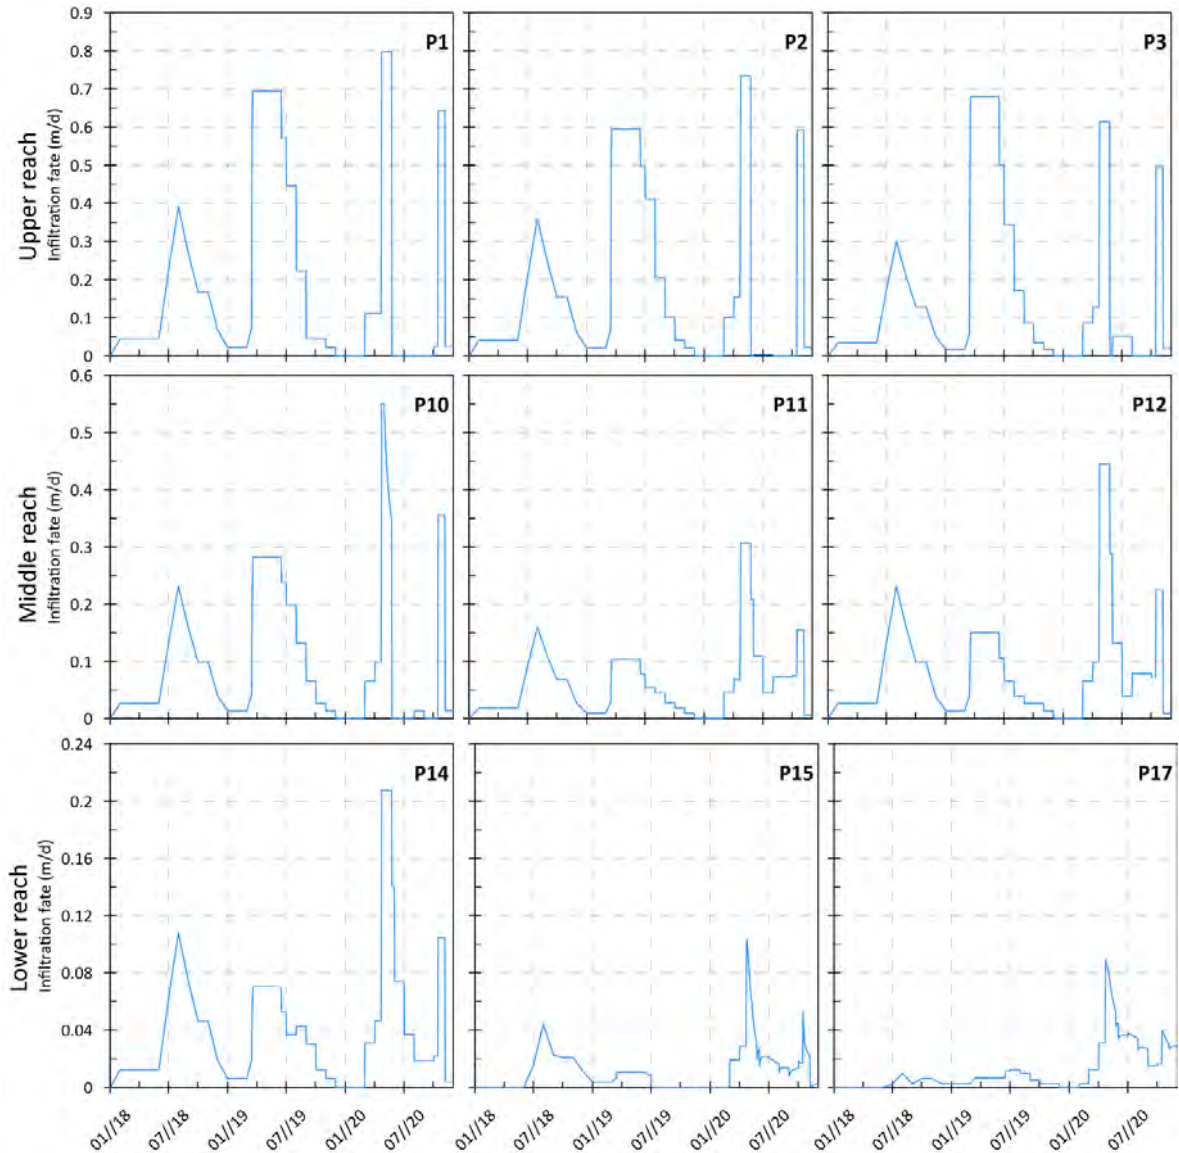 0.9
0.8
0.7
0.6
0.5
0.4
0.3
0.2
0.1
0
P1
P2
P3
Upper reach
Infiltration fate (m/d)
0.6
0.5
0.4
0.3
0.2
0.1
0
P10
P11
P12
Middle reach
Infiltration fate (m/d)
0.24
0.2
0.16
0.12
0.08
0.04
0
P14
P15
P17
Lower reach
Infiltration fate (m/d)
01//18 07//18 01//19 07//19 01//20 07//20
01//18 07//18 01//19 07//19 01//20 07//20
01//18 07//18 01//19 07//19 01//20 07//20